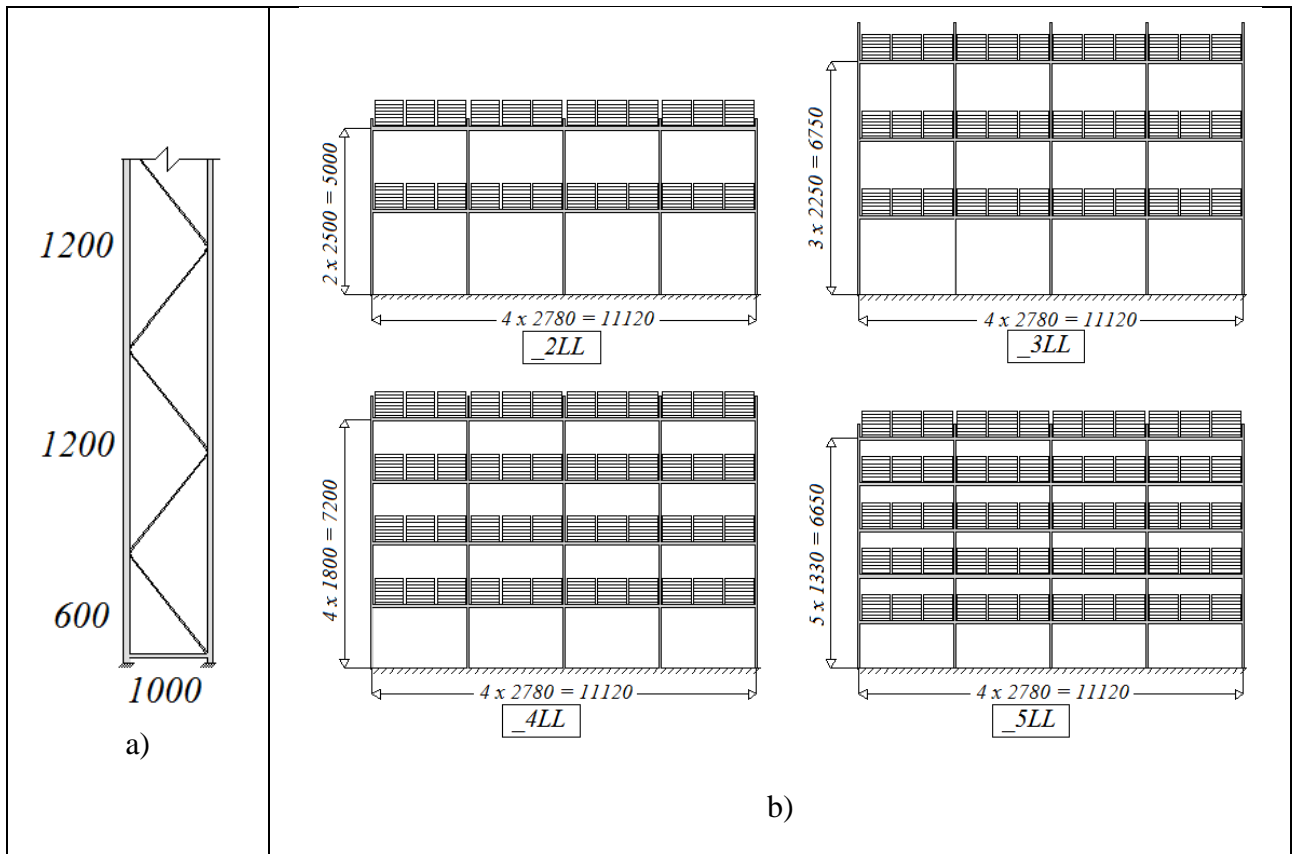 1200
1200
600
1000
a)
2 x 2500 = 5000
4 x 2780 = 11120
_2LL
3 x 2250 = 6750
4 x 2780 = 11120
_3LL
4 x 1800 = 7200
4 x 2780 = 11120
_4LL
5 x 1330 = 6650
4 x 2780 = 11120
_5LL
b)